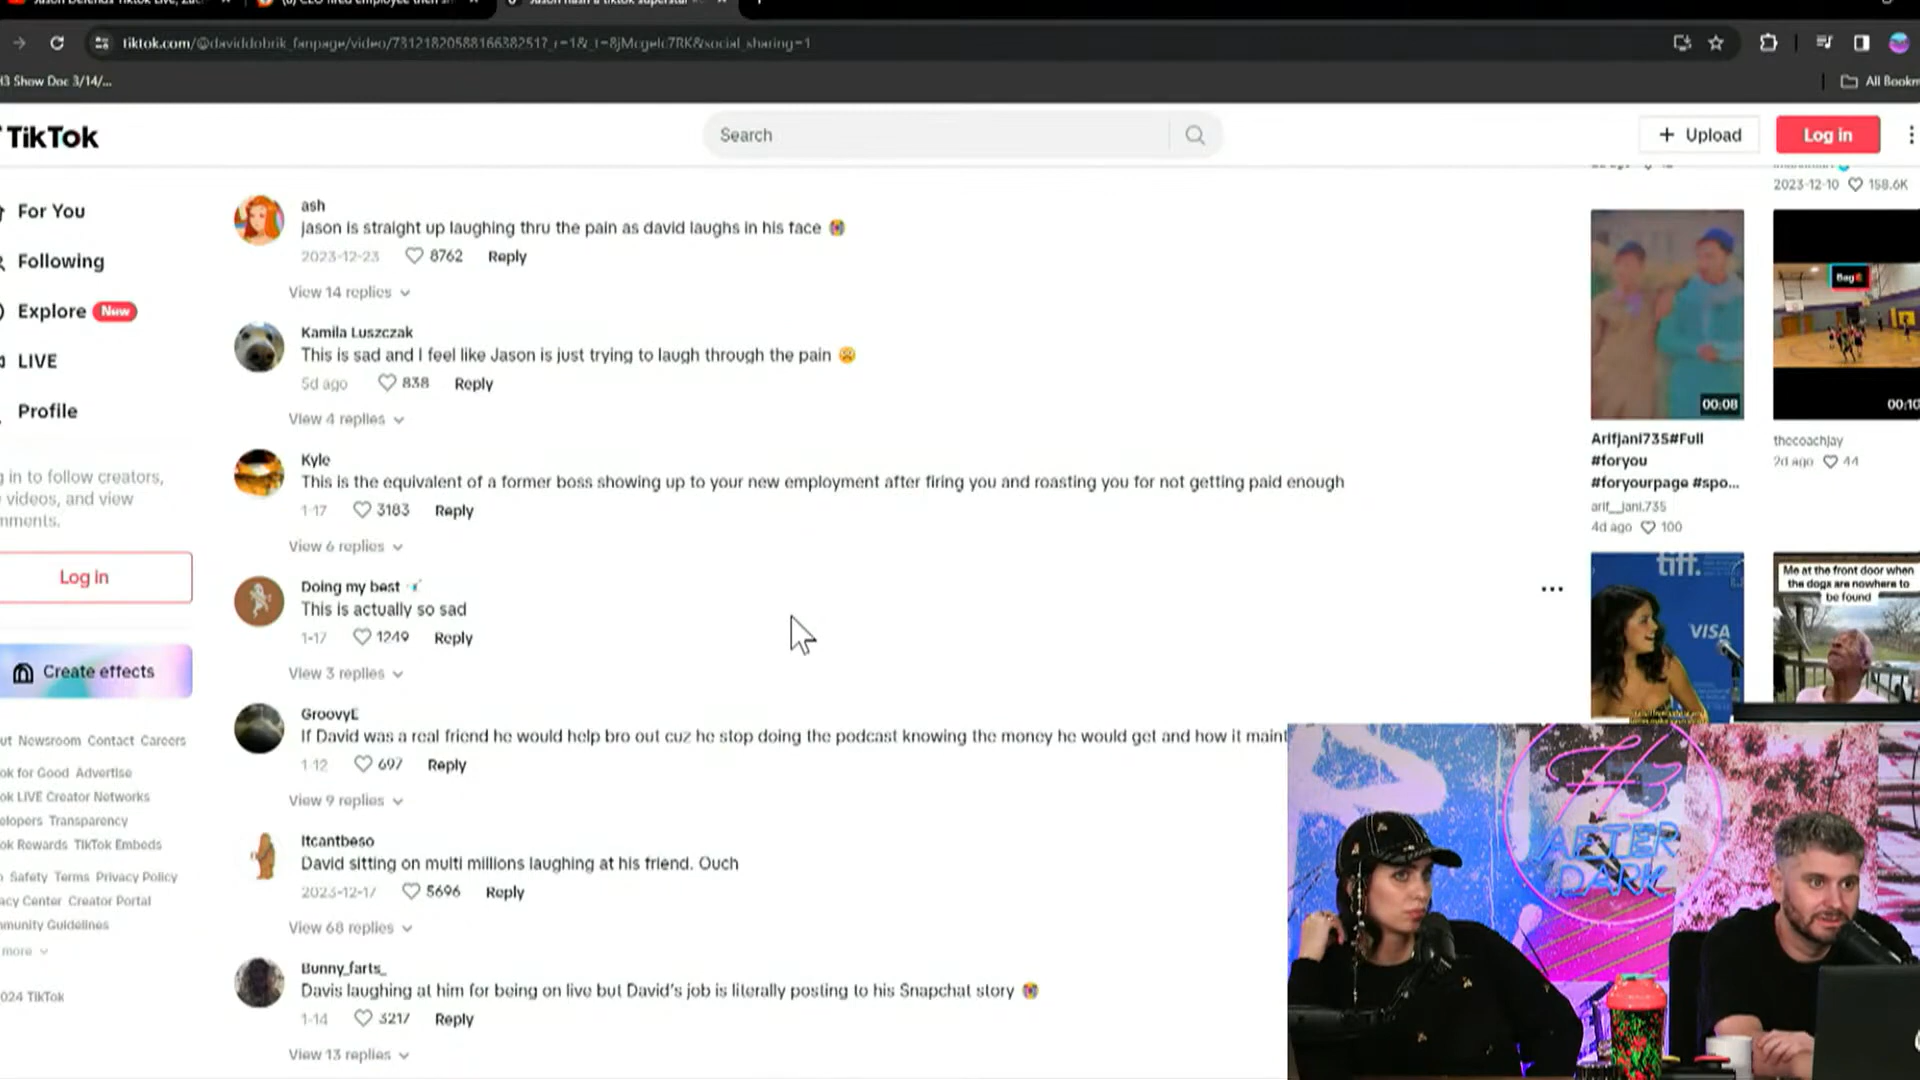 tiktok.com/@daviddobrik_fanpage/video/7312182058816638251?_r=1&_t=8jMcgelc7RK&social_sharing=1
Show Doc 3/14/...
All Bookm
TikTok
Search
Upload
Log in
For You
Following
Explore New
LIVE
Profile
in to follow creators,
videos, and view
Log in
Create effects
ut Newsroom Contact Careers
ok for Good Advertise
ok LIVE Creator Networks
elopers Transparency
ok Rewards TikTok Embeds
Safety Terms Privacy Policy
acy Center Creator Portal
mmunity Guidelines
more
024 TikTok
ash
Jason is straight up laughing thru the pain as david laughs in his face
2023-12-23 8762 Reply
View 14 replies
Kamila Luszczak
This is sad and I feel like Jason is just trying to laugh through the pain
5d ago 838 Reply
View 4 replies
Kyle
This is the equivalent of a former boss showing up to your new employment after firing you and roasting you for not getting paid enough
1-17 3183 Reply
View 6 replies
Doing my best
This is actually so sad
1-17 1249 Reply
View 3 replies
GroovyE
If David was a real friend he would help bro out cuz he stop doing the podcast knowing the money he would get and how it maint
1-12 697 Reply
View 9 replies
Itcantbeso
David sitting on multi millions laughing at his friend. Ouch
2023-12-17 5696 Reply
View 68 replies
Bunny_farts_
Davis laughing at him for being on live but David's job is literally posting to his Snapchat story
1-14 3217 Reply
View 13 replies
2023-12-10 158.6K
00:08
00:10
Arifjani735#Full
#foryou
#foryourpage #spo...
arif__jani.735
4d ago 100
thecoachjay
2d ago 44
tiff.
VISA
Me at the front door when
the dogs are nowhere to
be found
H3
AFTER
DARK